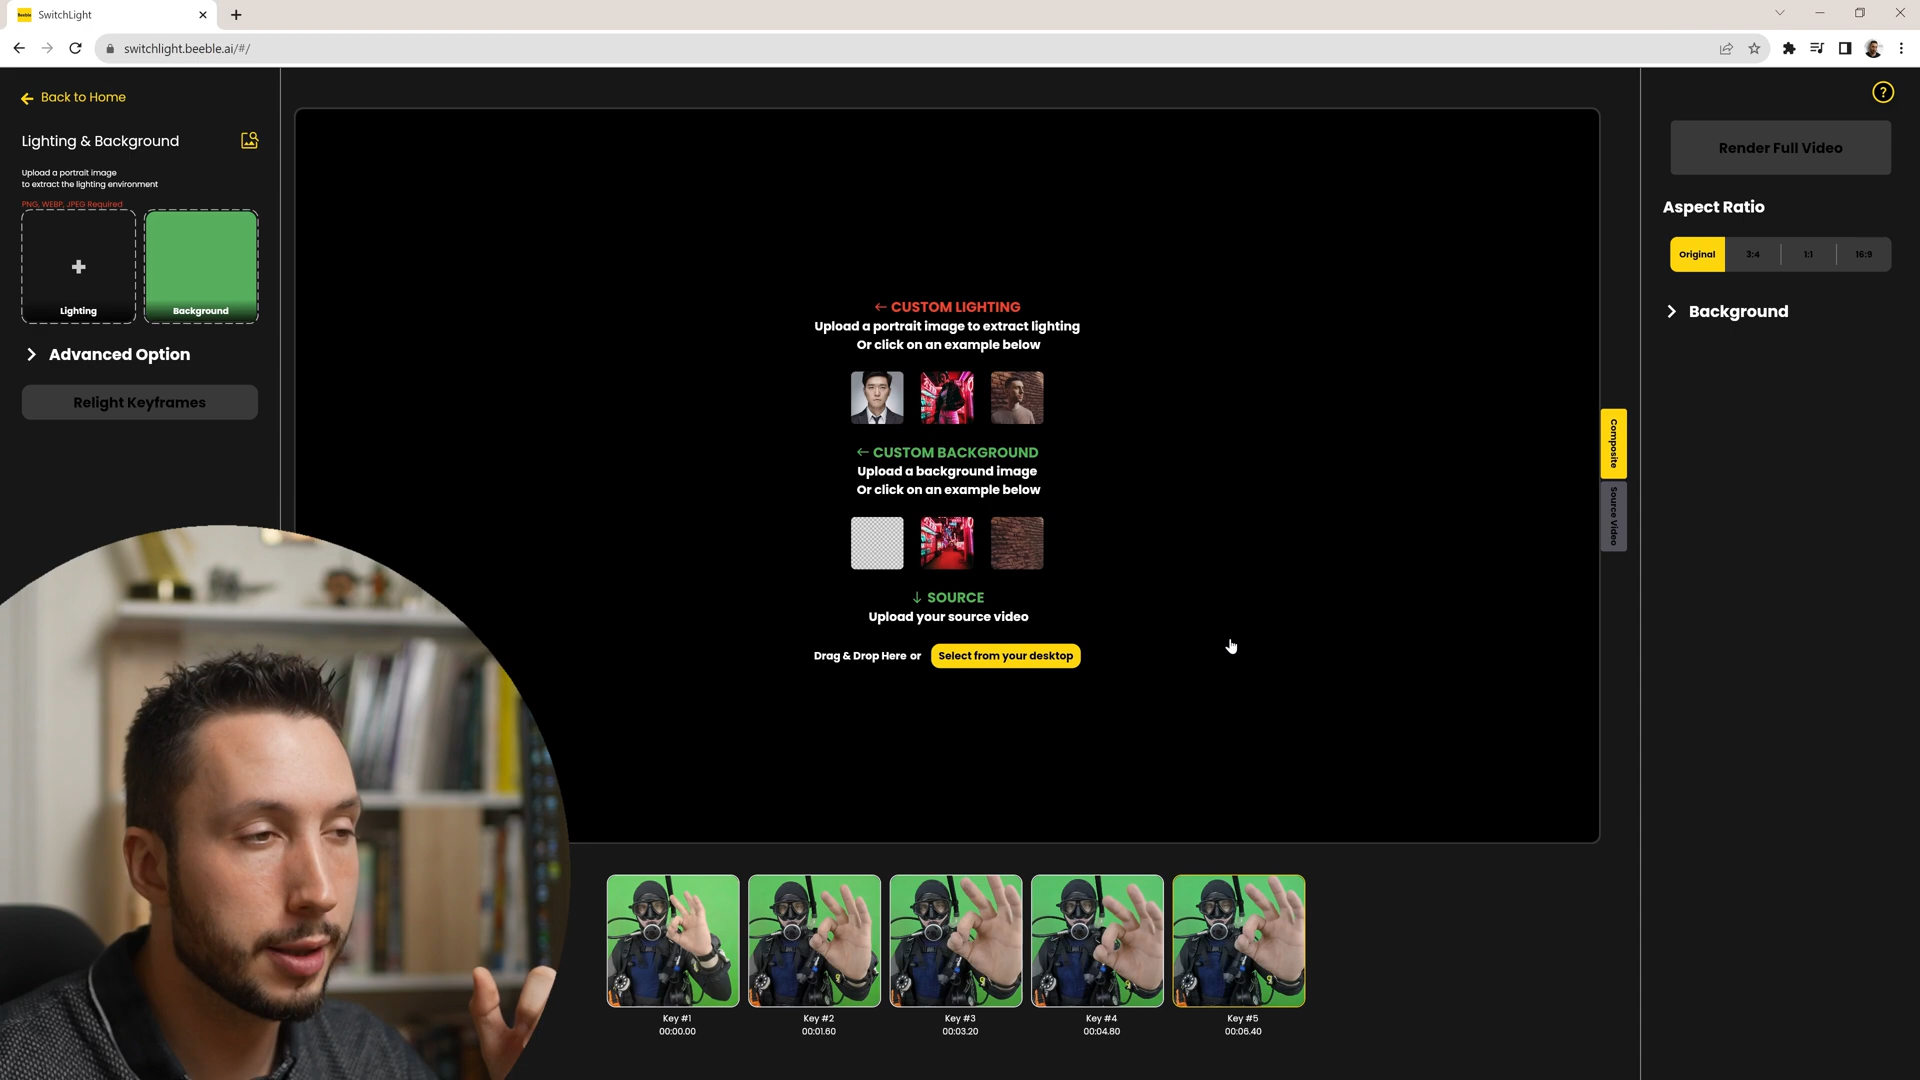 SwitchLight
switchlight.beeble.ai/#/
Back to Home
Lighting & Background
Upload a portrait image
to extract the lighting environment
PNG, WEBP, JPEG Required
Lighting
Background
Advanced Option
Relight Keyframes
← CUSTOM LIGHTING
Upload a portrait image to extract lighting
Or click on an example below
← CUSTOM BACKGROUND
Upload a background image
Or click on an example below
↓ SOURCE
Upload your source video
Drag & Drop Here or Select from your desktop
Composite
Source Video
?
Render Full Video
Aspect Ratio
Original 3:4 1:1 16:9
Background
Key #1
00:00.00
Key #2
00:01.60
Key #3
00:03.20
Key #4
00:04.80
Key #5
00:06.40